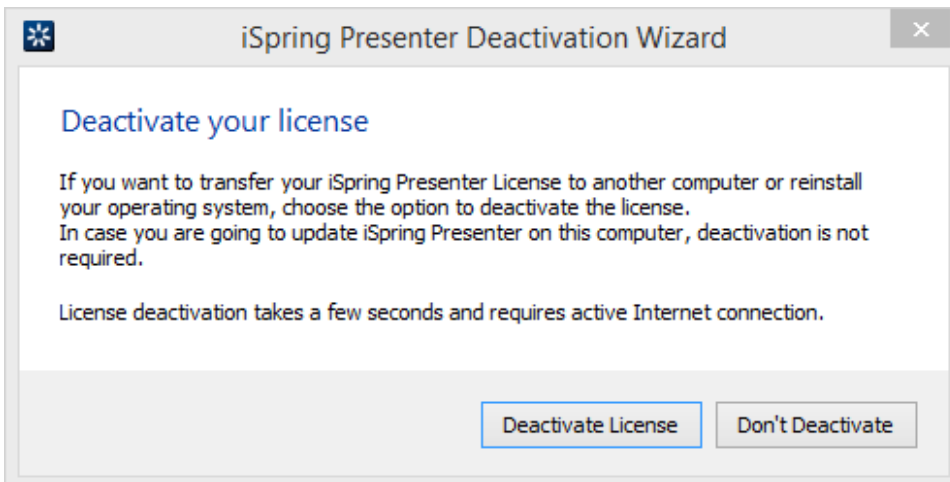 iSpring Presenter Deactivation Wizard
Deactivate your license
If you want to transfer your iSpring Presenter License to another computer or reinstall
your operating system, choose the option to deactivate the license.
In case you are going to update iSpring Presenter on this computer, deactivation is not
required.
License deactivation takes a few seconds and requires active Internet connection.
Deactivate License Don't Deactivate